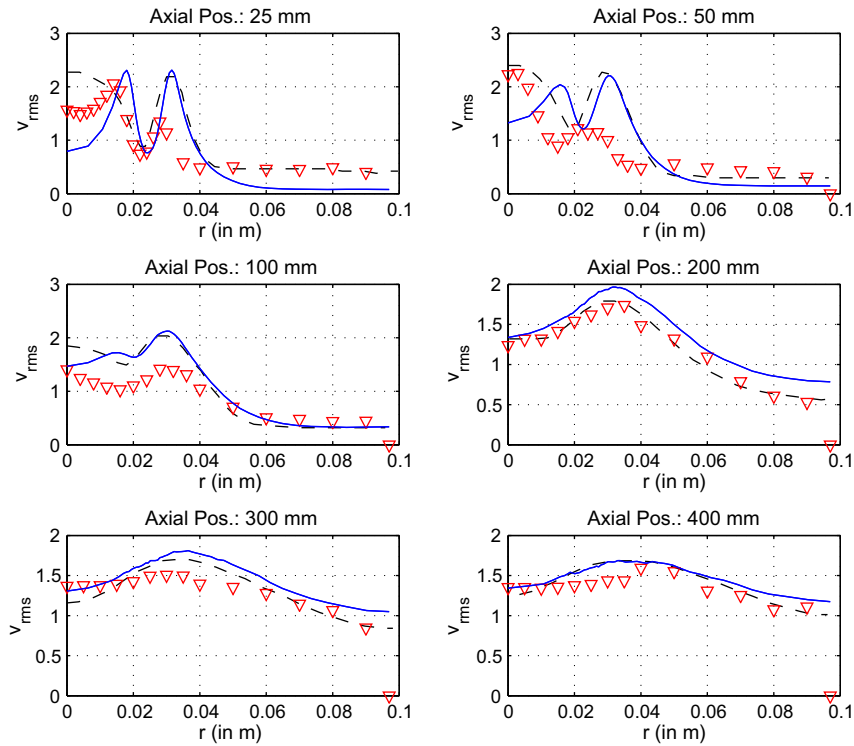 Axial Pos.: 25 mm
3
2
1
0
v_rms
0 0.02 0.04 0.06 0.08 0.1
r (in m)
Axial Pos.: 50 mm
3
2
1
0
v_rms
0 0.02 0.04 0.06 0.08 0.1
r (in m)
Axial Pos.: 100 mm
3
2
1
0
v_rms
0 0.02 0.04 0.06 0.08 0.1
r (in m)
Axial Pos.: 200 mm
2
1.5
1
0.5
0
v_rms
0 0.02 0.04 0.06 0.08 0.1
r (in m)
Axial Pos.: 300 mm
2
1.5
1
0.5
0
v_rms
0 0.02 0.04 0.06 0.08 0.1
r (in m)
Axial Pos.: 400 mm
2
1.5
1
0.5
0
v_rms
0 0.02 0.04 0.06 0.08 0.1
r (in m)